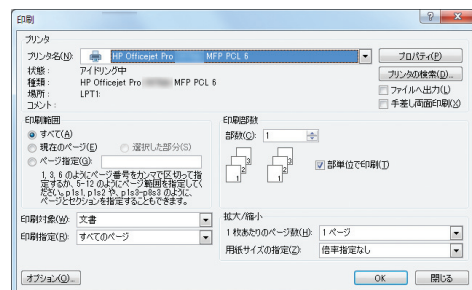 印刷
プリンタ
プリンタ名(N): HP Officejet Pro MFP PCL 6 プロパティ(P)
状態: アイドリング中 プリンタの検索(D)...
種類: HP Officejet Pro MFP PCL 6 ファイルへ出力(L)
場所: LPT1: 手差し両面印刷(X)
コメント:
印刷範囲
すべて(A)
現在のページ(E) 選択した部分(S)
ページ指定(G):
1, 3, 6 のようにページ番号をカンマで区切って指
定するか、5-12 のようにページ範囲を指定してく
ださい。p1s1, p1s2 や、p1s3-p8s3 のように、
ページとセクションを指定することもできます。
印刷部数
部数(C): 1
部単位で印刷(T)
1 2 3
1 2 3
印刷対象(W): 文書
印刷指定(R): すべてのページ
拡大/縮小
1 枚あたりのページ数(H): 1 ページ
用紙サイズの指定(Z): 倍率指定なし
オプション(O)... OK 閉じる